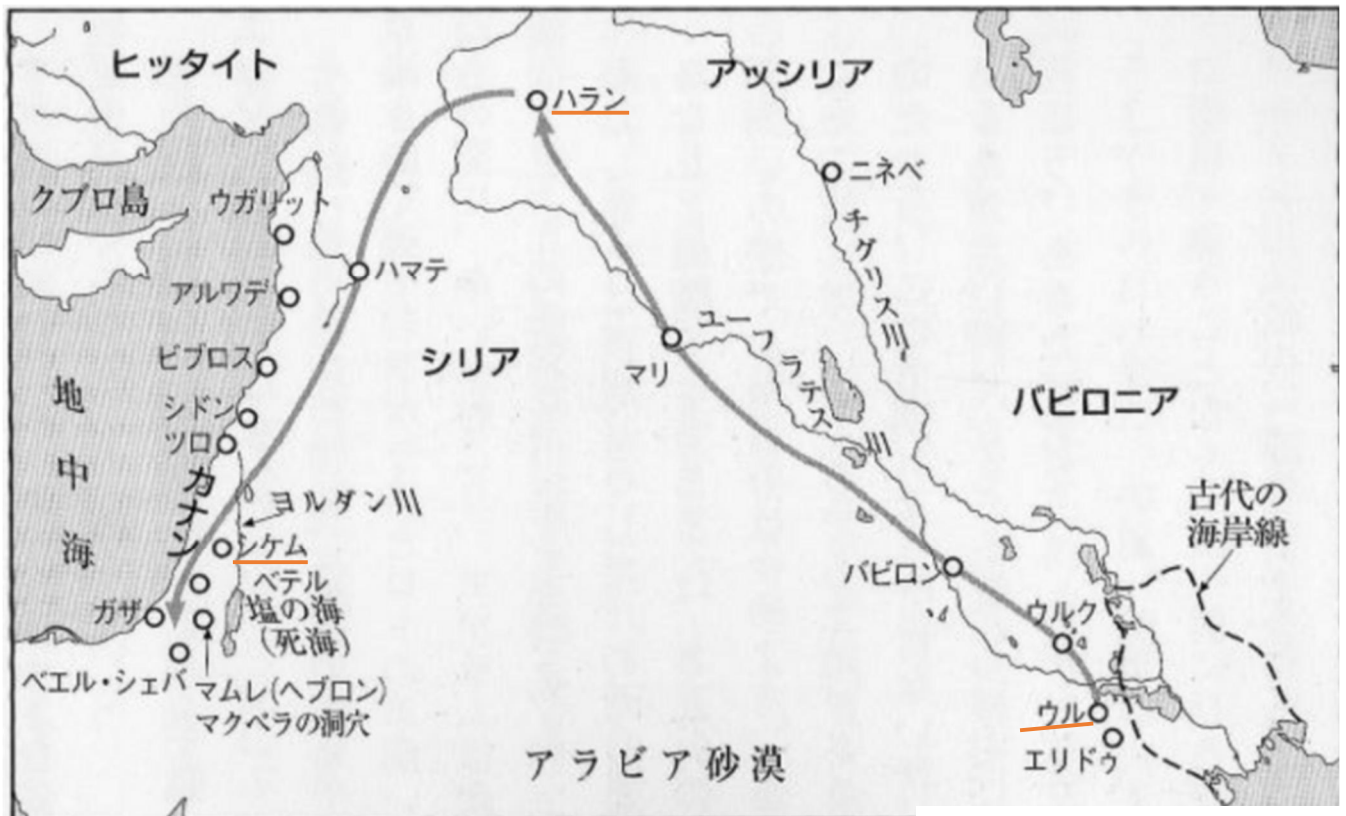 ヒッタイト
アッシリア
ハラン
ニネベ
クプロ島
ウガリット
チグリス川
ハマテ
アルワデ
ユーフラテス川
ビブロス
シリア
マリ
地中海
シドン
バビロニア
ツロ
カナン
ヨルダン川
古代の
海岸線
シケム
バビロン
ベテル
ガザ
塩の海
(死海)
ウルク
ベエル・シェバ
マムレ(ヘブロン)
マクペラの洞穴
ウル
エリドゥ
アラビア砂漠